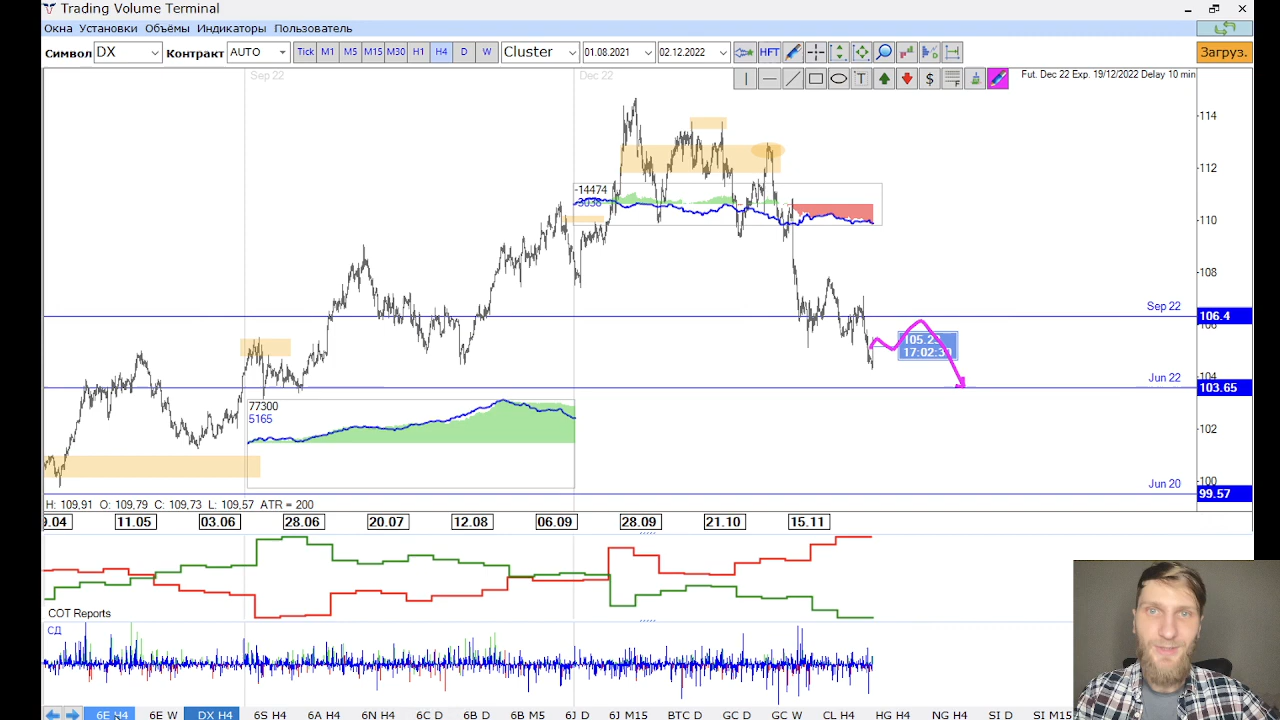 Trading Volume Terminal
Окна Установки Объёмы Индикаторы Пользователь
Символ DX Контракт AUTO Tick M1 M5 M15 M30 H1 H4 D W Cluster 01.08.2021 02.12.2022 HFT Загруз.
T $ F
Fut. Dec 22 Exp. 19/12/2022 Delay 10 min
Sep 22 Dec 22
114
112
-14474
-3036
110
108
Sep 22 106.4
106
105.23
17:02:33
104
Jun 22 103.65
77300
5165
102
100
Jun 20 99.57
H: 109.91 O: 109.79 C: 109.73 L: 109.57 ATR = 200
9.04 11.05 03.06 28.06 20.07 12.08 06.09 28.09 21.10 15.11
COT Reports
СД
6E H4 6E W DX H4 6S H4 6A H4 6N H4 6C D 6B D 6B M5 6J D 6J M15 BTC D GC D GC W CL H4 HG H4 NG H4 SI D SI M15